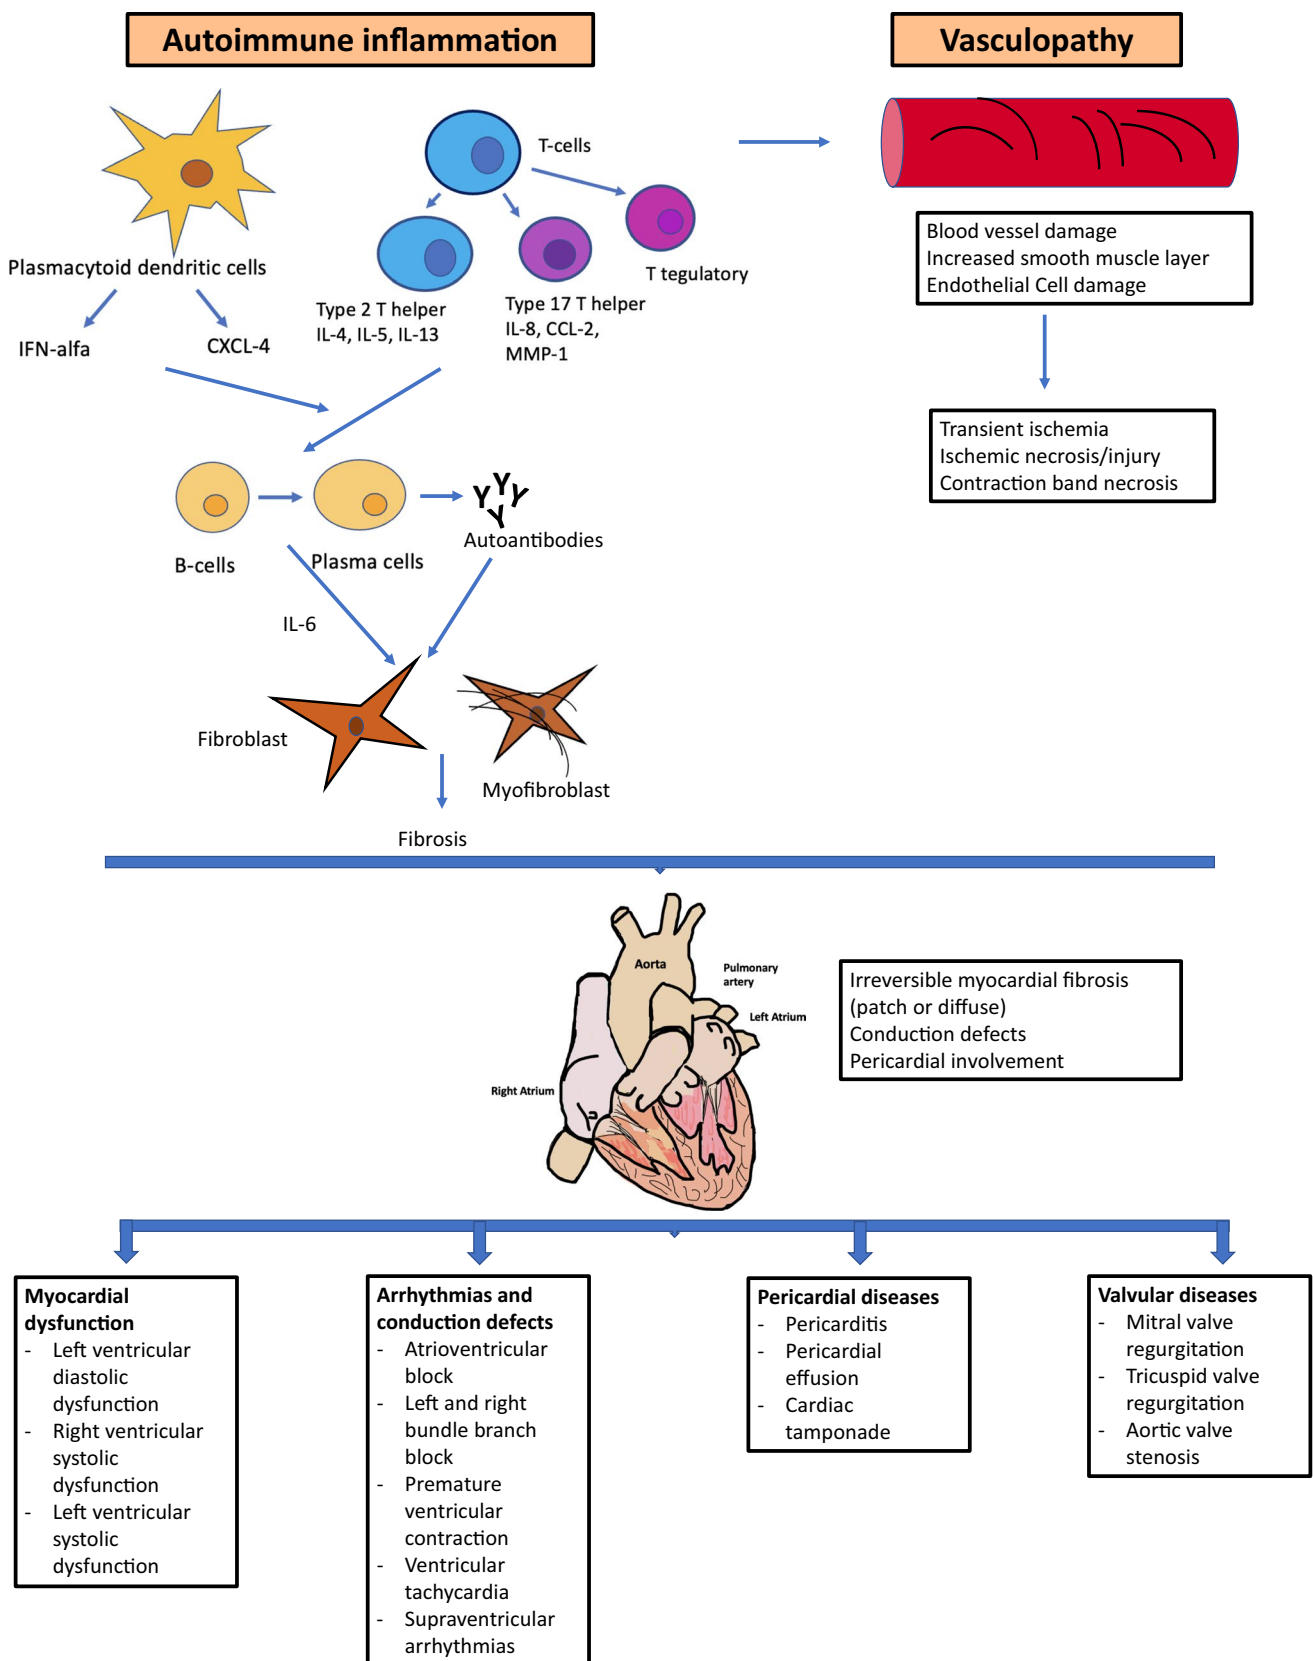 Autoimmune inflammation
Vasculopathy
T-cells
Plasmacytoid dendritic cells
IFN-alfa
CXCL-4
Type 2 T helper
IL-4, IL-5, IL-13
Type 17 T helper
IL-8, CCL-2,
MMP-1
T tegulatory
Blood vessel damage
Increased smooth muscle layer
Endothelial Cell damage
Transient ischemia
Ischemic necrosis/injury
Contraction band necrosis
B-cells
Plasma cells
Autoantibodies
IL-6
Fibroblast
Myofibroblast
Fibrosis
Aorta
Pulmonary
artery
Left Atrium
Right Atrium
Irreversible myocardial fibrosis
(patch or diffuse)
Conduction defects
Pericardial involvement
Myocardial
dysfunction
- Left ventricular
diastolic
dysfunction
- Right ventricular
systolic
dysfunction
- Left ventricular
systolic
dysfunction
Arrhythmias and
conduction defects
- Atrioventricular
block
- Left and right
bundle branch
block
- Premature
ventricular
contraction
- Ventricular
tachycardia
- Supraventricular
arrhythmias
Pericardial diseases
- Pericarditis
- Pericardial
effusion
- Cardiac
tamponade
Valvular diseases
- Mitral valve
regurgitation
- Tricuspid valve
regurgitation
- Aortic valve
stenosis